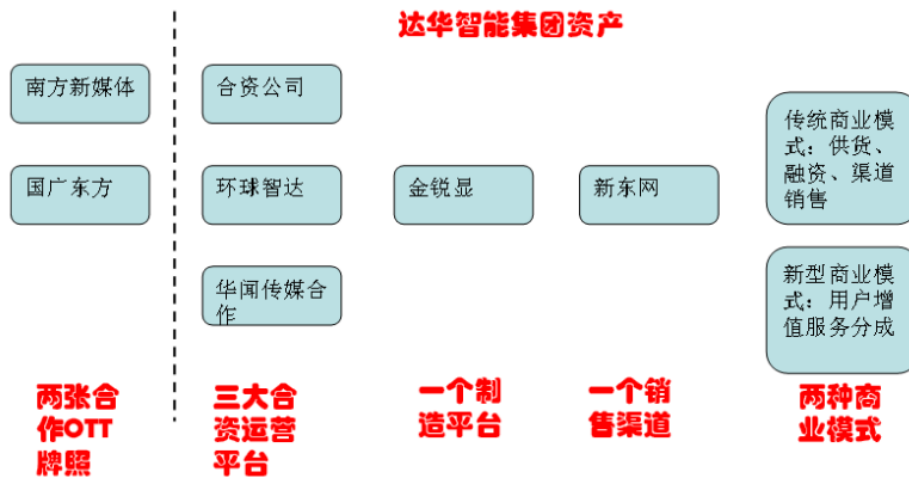 达华智能集团资产
南方新媒体
国广东方
合资公司
环球智达
华闻传媒合
作
金锐显
新东网
传统商业模
式：供货、
融资、渠道
销售
新型商业模
式：用户增
值服务分成
两张合
作OTT
牌照
三大合
资运营
平台
一个制
造平台
一个销
售渠道
两种商
业模式